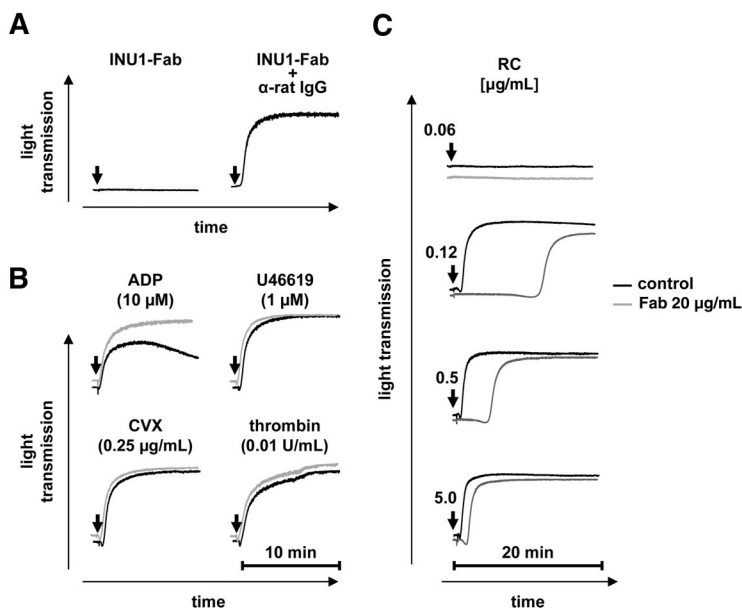 A
INU1-Fab
INU1-Fab
+
α-rat IgG
light
transmission
time
B
ADP
(10 µM)
U46619
(1 µM)
CVX
(0.25 µg/mL)
thrombin
(0.01 U/mL)
light
transmission
10 min
time
C
RC
[µg/mL]
0.06
0.12
0.5
5.0
light transmission
control
Fab 20 µg/mL
20 min
time